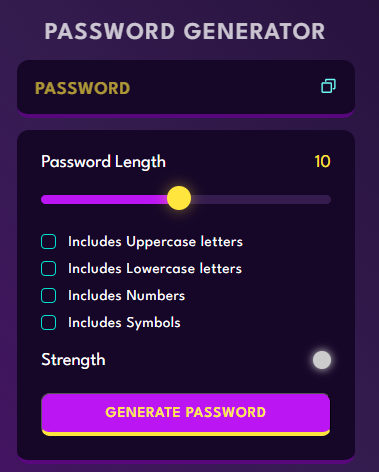 PASSWORD GENERATOR
PASSWORD
Password Length 10
Includes Uppercase letters
Includes Lowercase letters
Includes Numbers
Includes Symbols
Strength
GENERATE PASSWORD